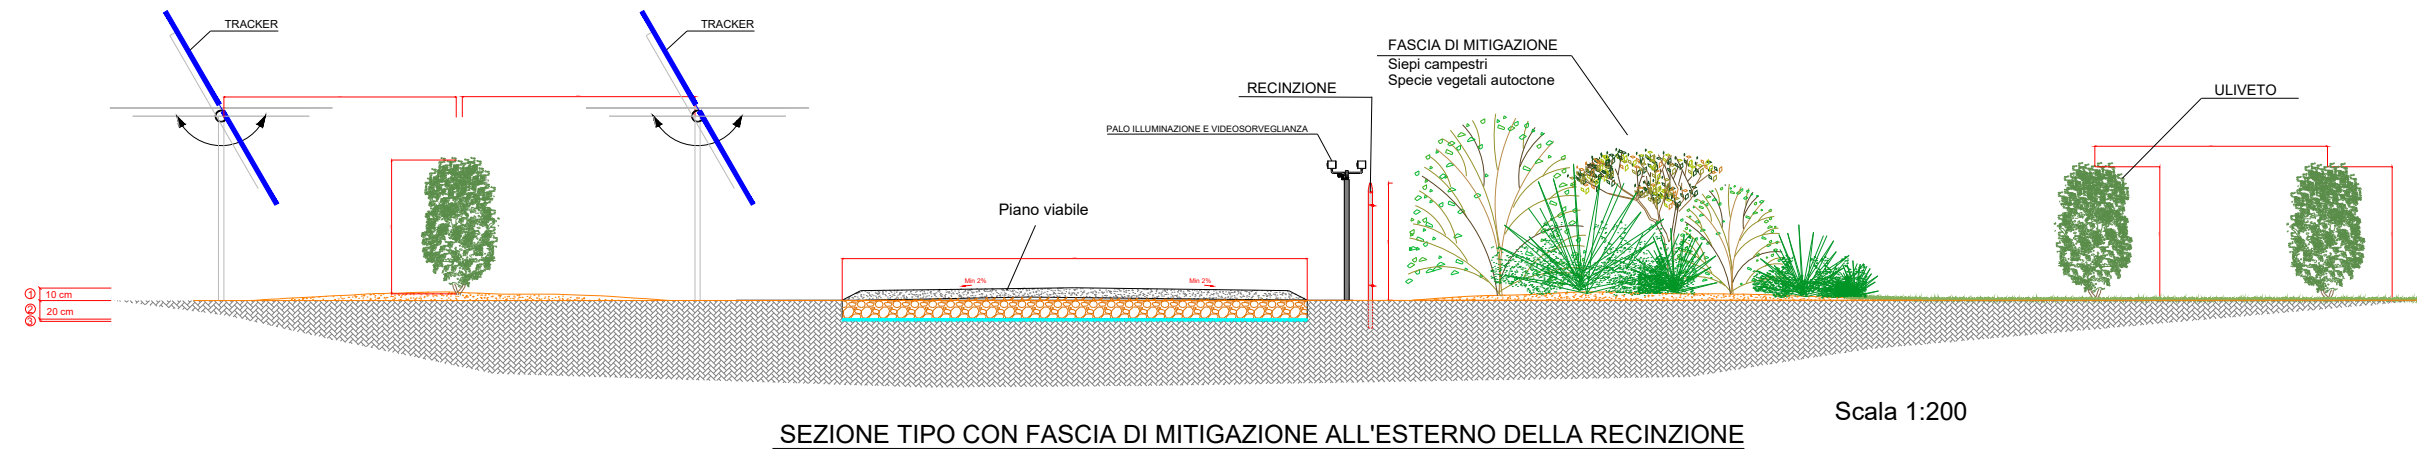 TRACKER
TRACKER
FASCIA DI MITIGAZIONE
Siepi campestri
Specie vegetali autoctone
RECINZIONE
ULIVETO
PALO ILLUMINAZIONE E VIDEOSORVEGLIANZA
Piano viabile
Min 2%
Min 2%
1 10 cm
2 20 cm
3
Scala 1:200
SEZIONE TIPO CON FASCIA DI MITIGAZIONE ALL'ESTERNO DELLA RECINZIONE